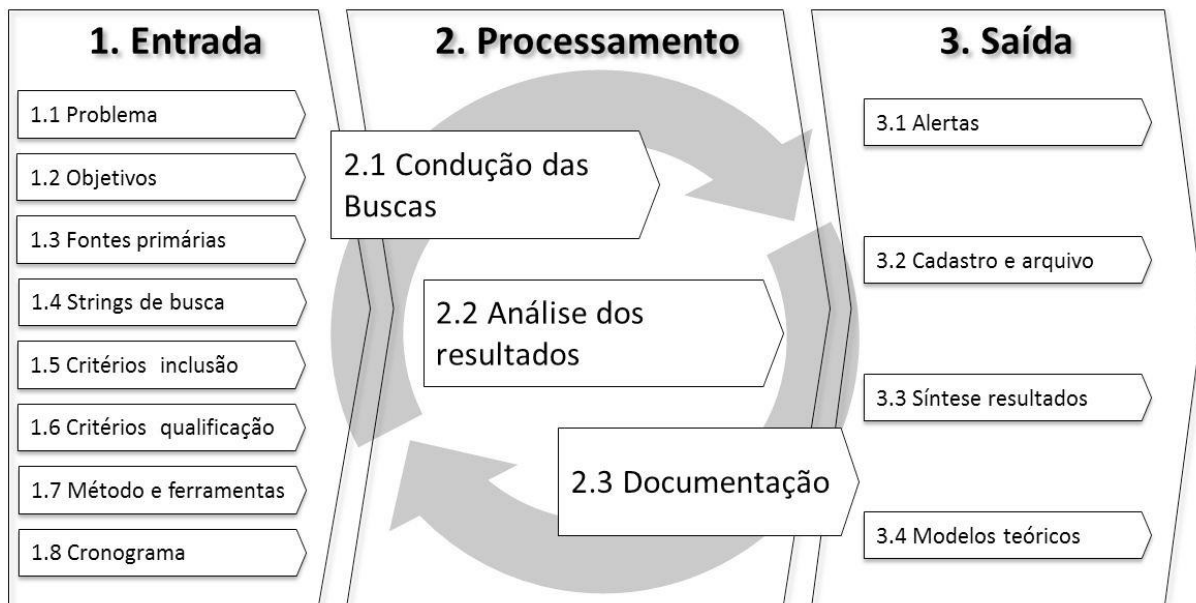 1. Entrada
1.1 Problema
1.2 Objetivos
1.3 Fontes primárias
1.4 Strings de busca
1.5 Critérios inclusão
1.6 Critérios qualificação
1.7 Método e ferramentas
1.8 Cronograma
2. Processamento
2.1 Condução das
Buscas
2.2 Análise dos
resultados
2.3 Documentação
3. Saída
3.1 Alertas
3.2 Cadastro e arquivo
3.3 Síntese resultados
3.4 Modelos teóricos